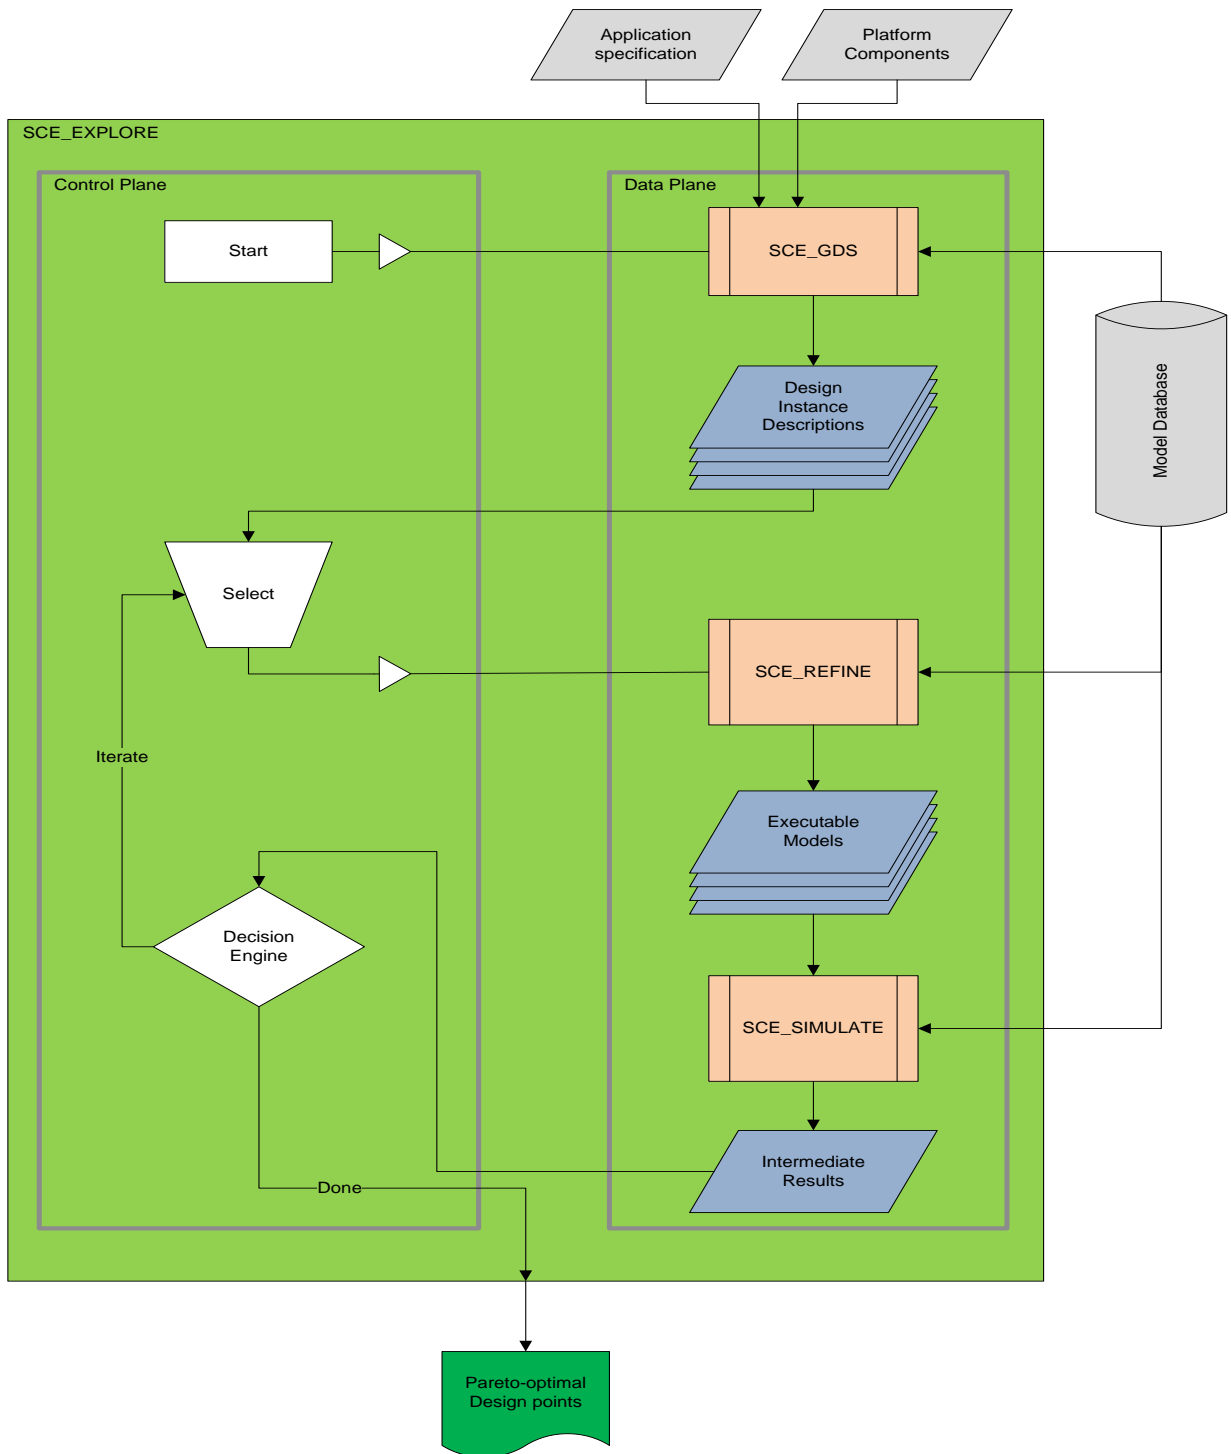 Application
specification
Platform
Components
SCE_EXPLORE
Control Plane
Data Plane
Start
SCE_GDS
Design
Instance
Descriptions
Model Database
Select
SCE_REFINE
Iterate
Executable
Models
Decision
Engine
SCE_SIMULATE
Intermediate
Results
Done
Pareto-optimal
Design points